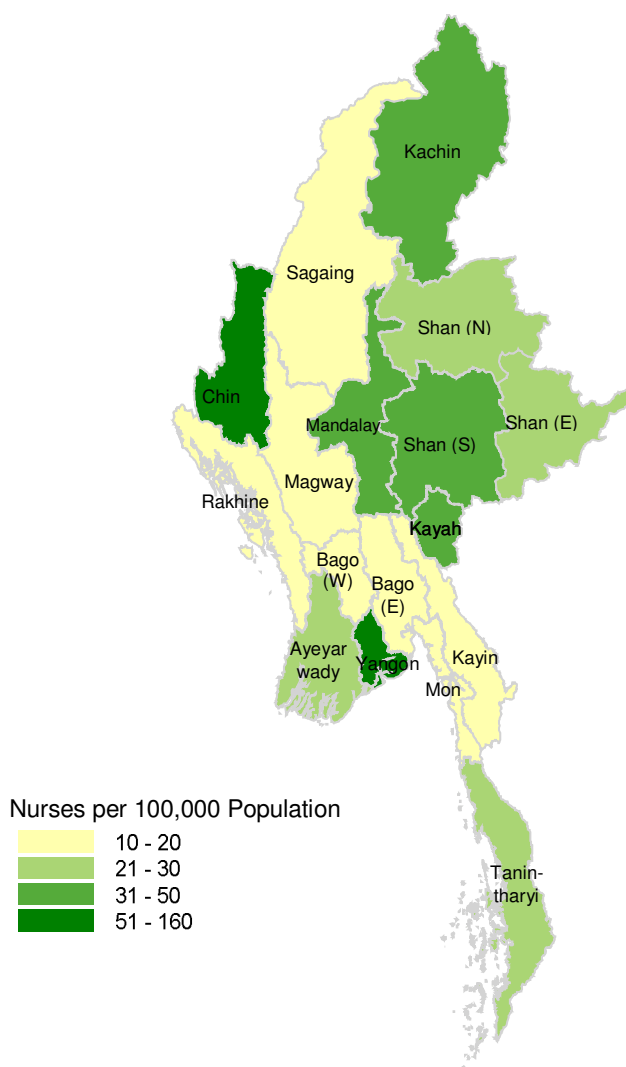 Kachin
Sagaing
Shan (N)
Chin
Mandalay
Shan (E)
Shan (S)
Magway
Rakhine
Kayah
Bago
(W)
Bago
(E)
Ayeyar
wady
Yangon
Kayin
Mon
Nurses per 100,000 Population
10 - 20
21 - 30
31 - 50
51 - 160
Tanin-
tharyi